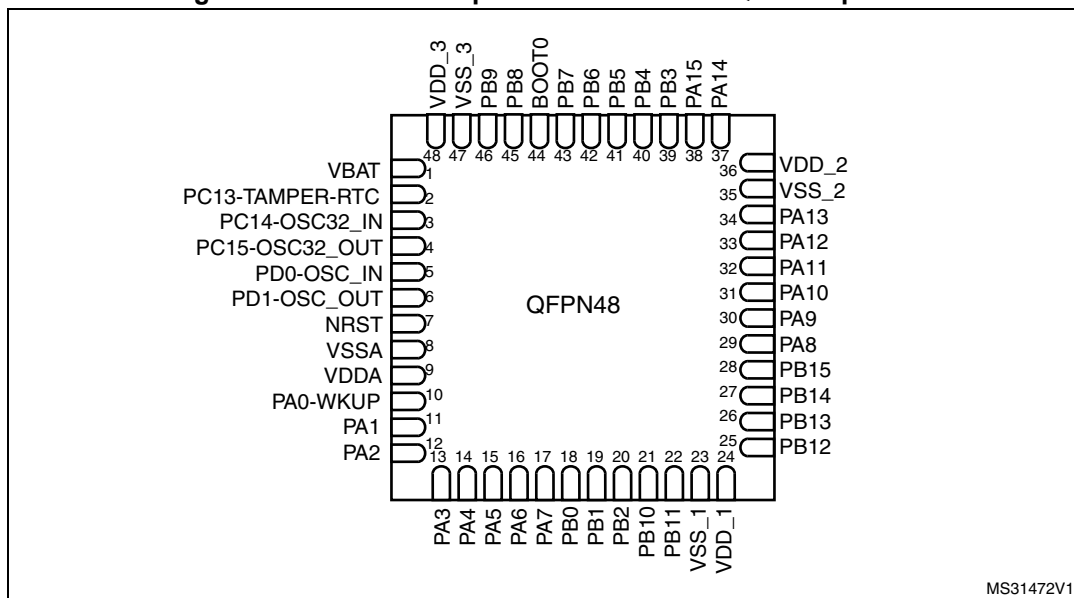 VDD_3
VSS_3
PB9
PB8
BOOT0
PB7
PB6
PB5
PB4
PB3
PA15
PA14
48 47 46 45 44 43 42 41 40 39 38 37
VBAT 1
PC13-TAMPER-RTC 2
PC14-OSC32_IN 3
PC15-OSC32_OUT 4
PD0-OSC_IN 5
PD1-OSC_OUT 6
NRST 7
VSSA 8
VDDA 9
PA0-WKUP 10
PA1 11
PA2 12
QFPN48
36 VDD_2
35 VSS_2
34 PA13
33 PA12
32 PA11
31 PA10
30 PA9
29 PA8
28 PB15
27 PB14
26 PB13
25 PB12
13 14 15 16 17 18 19 20 21 22 23 24
PA3
PA4
PA5
PA6
PA7
PB0
PB1
PB2
PB10
PB11
VSS_1
VDD_1
MS31472V1